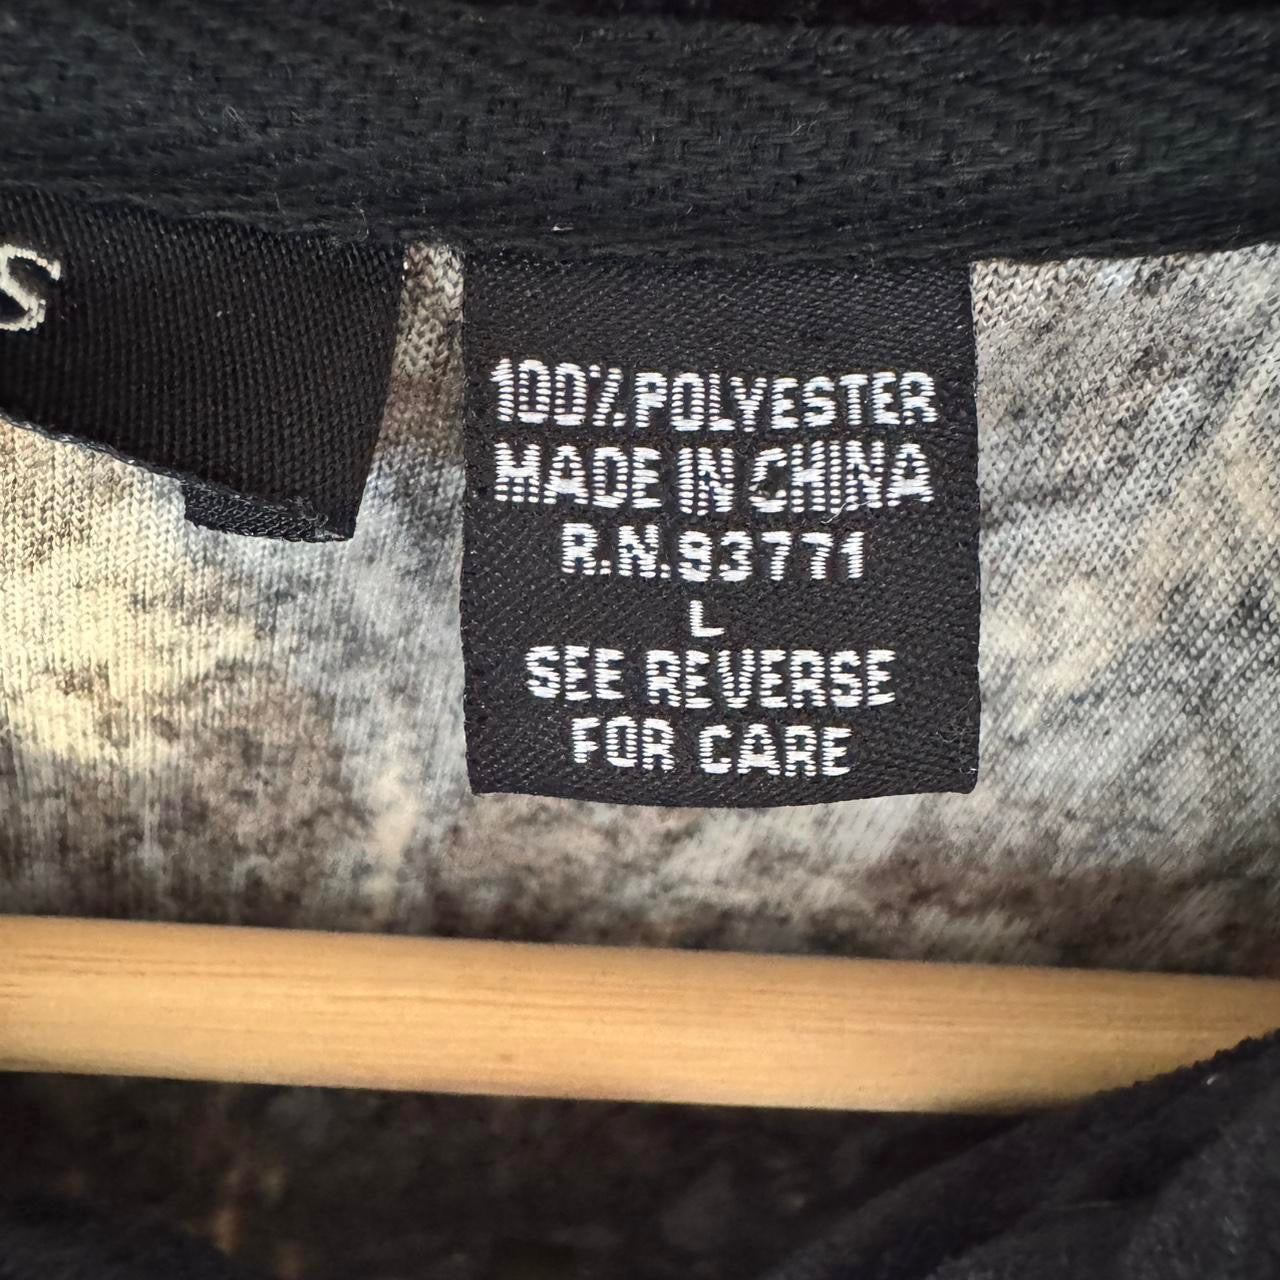 S
100% POLYESTER
MADE IN CHINA
R.N.93771
L
SEE REVERSE
FOR CARE